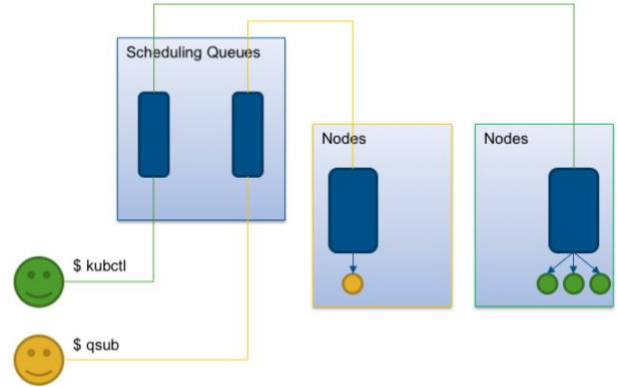 Scheduling Queues
Nodes
Nodes
$ kubctl
$ qsub